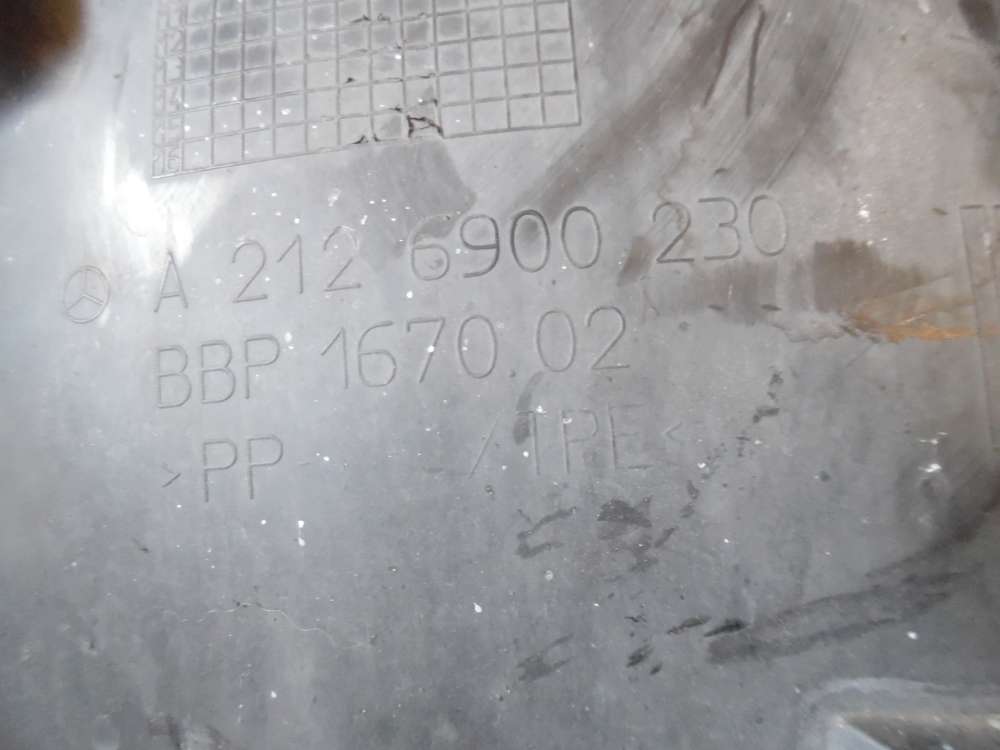 A 212 6900 230
BBP 1670 02
>PP /TPE<